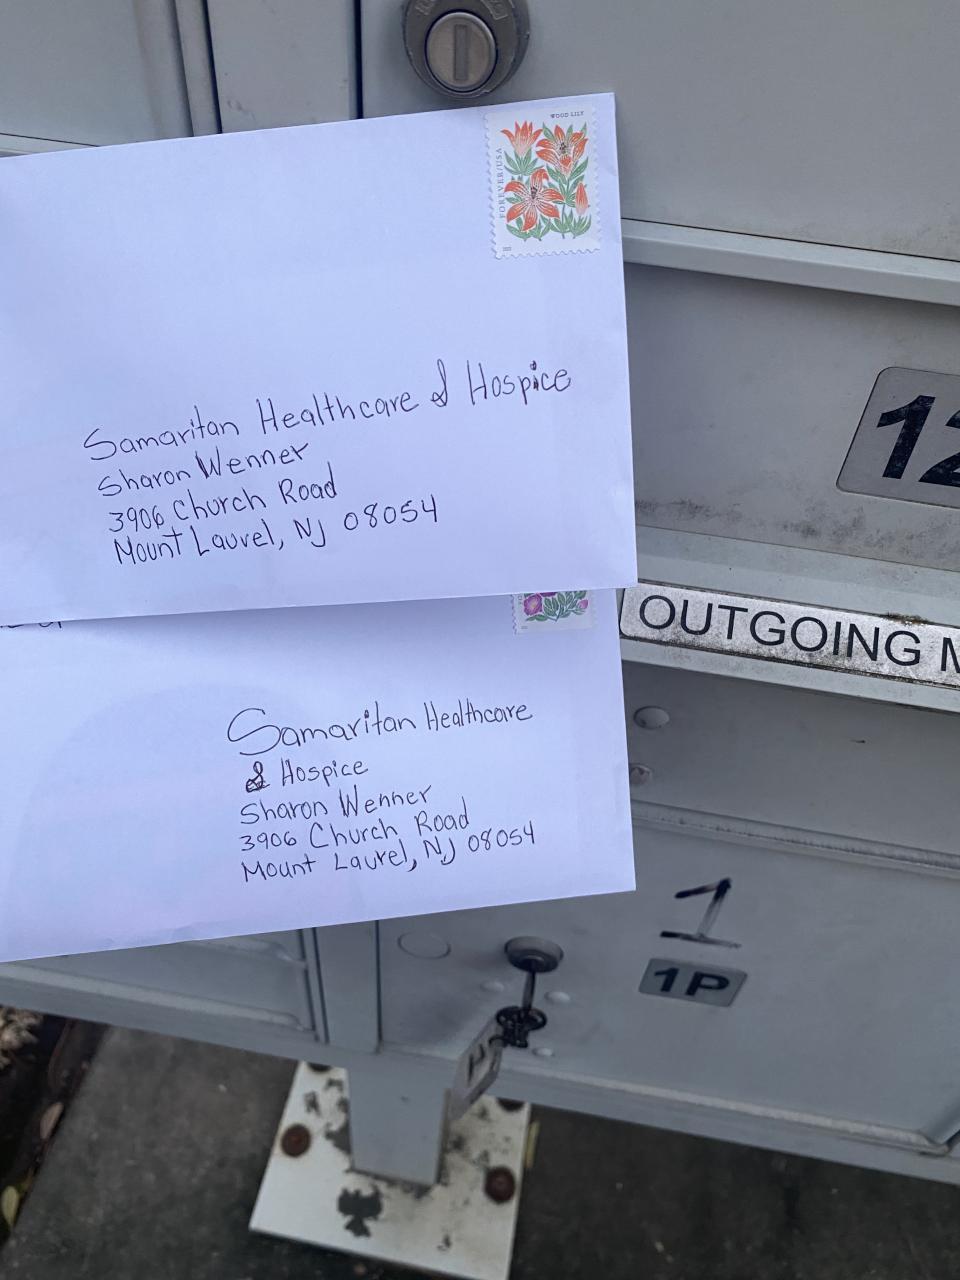 WOOD LILY
FOREVER/USA
Samaritan Healthcare & Hospice
Sharon Wenner
3906 Church Road
Mount Laurel, NJ 08054
12
OUTGOING M
Samaritan Healthcare
& Hospice
Sharon Wenner
3906 Church Road
Mount Laurel, NJ 08054
1
1P